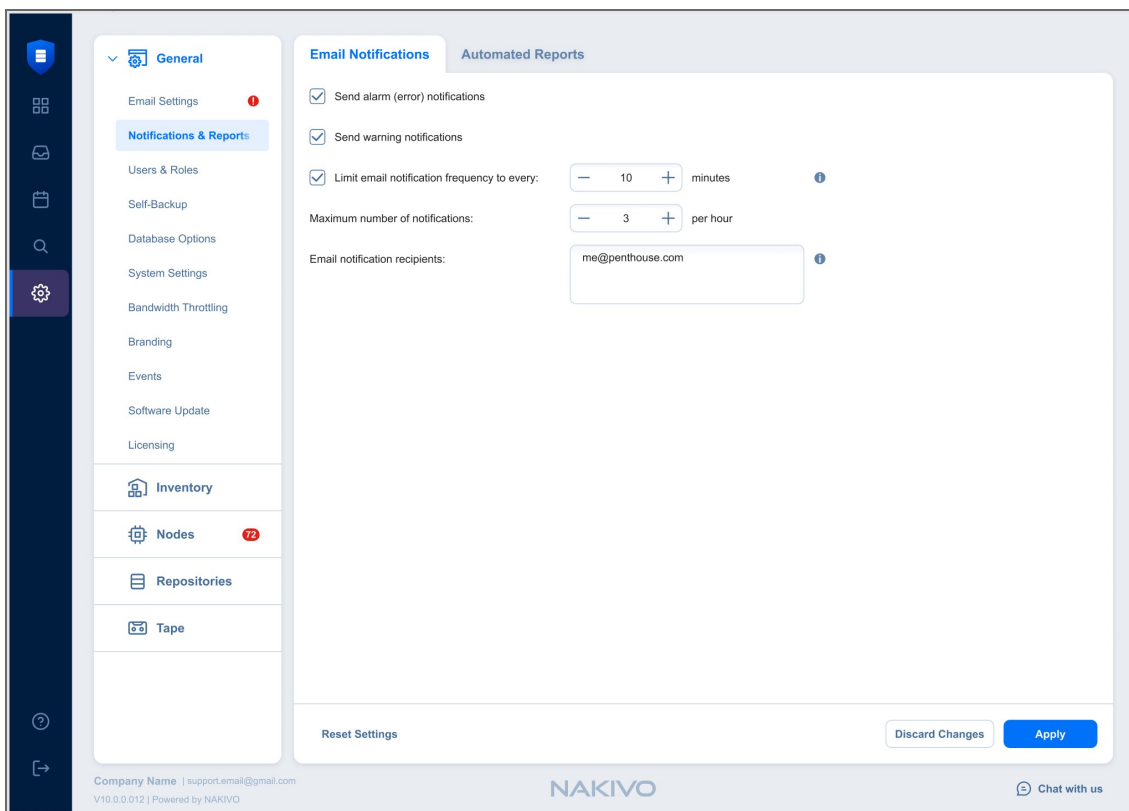 General
Email Settings
Notifications & Reports
Users & Roles
Self-Backup
Database Options
System Settings
Bandwidth Throttling
Branding
Events
Software Update
Licensing
Inventory
Nodes 72
Repositories
Tape
Email Notifications Automated Reports
Send alarm (error) notifications
Send warning notifications
Limit email notification frequency to every: 10 minutes
Maximum number of notifications: 3 per hour
Email notification recipients: me@penthouse.com
Reset Settings Discard Changes Apply
Company Name | support.email@gmail.com
V10.0.0.012 | Powered by NAKIVO
NAKIVO
Chat with us